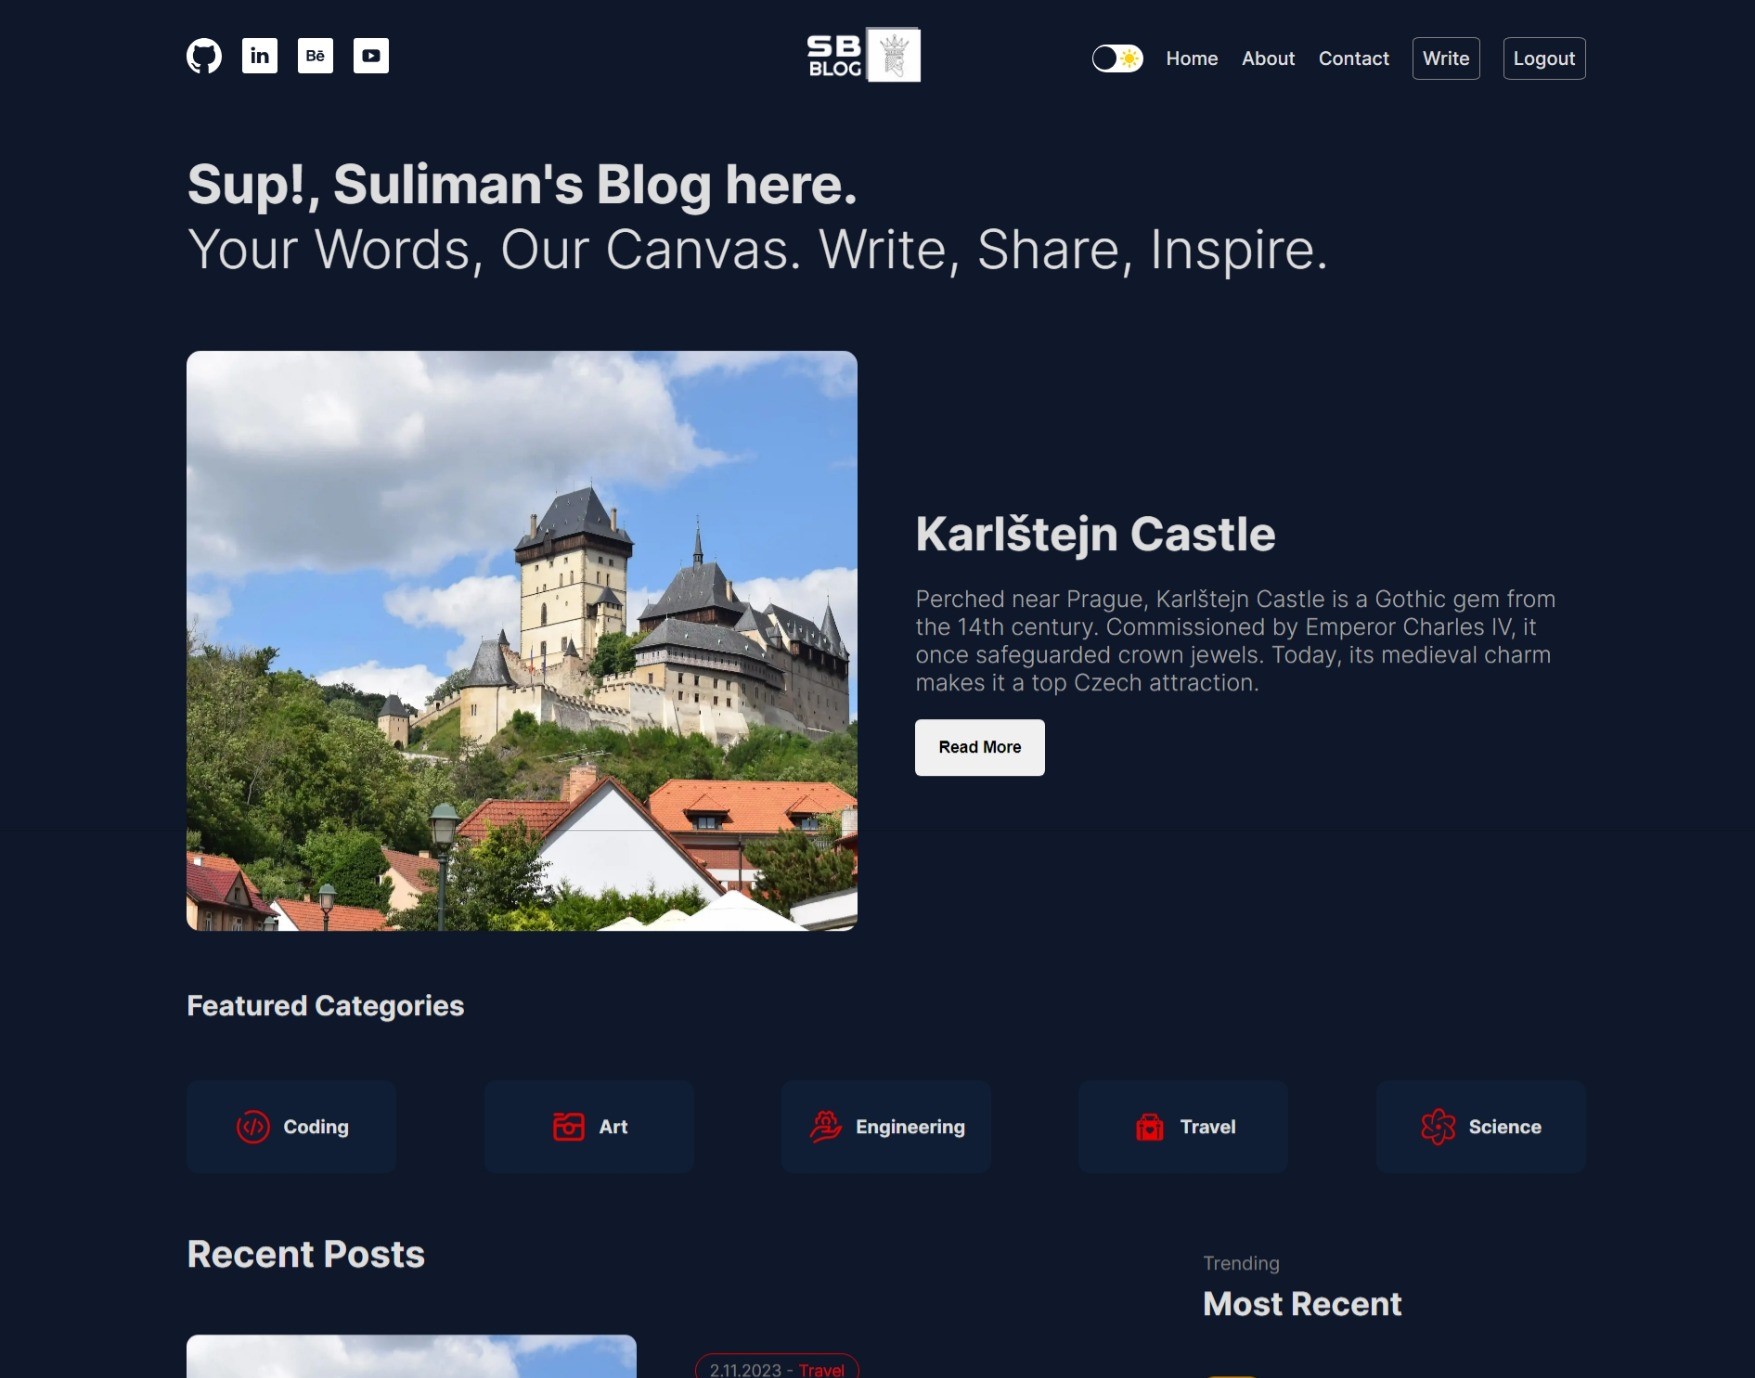 in
Bē
SB
BLOG
Home
About
Contact
Write
Logout
Sup!, Suliman's Blog here.
Your Words, Our Canvas. Write, Share, Inspire.
Karlštejn Castle
Perched near Prague, Karlštejn Castle is a Gothic gem from
the 14th century. Commissioned by Emperor Charles IV, it
once safeguarded crown jewels. Today, its medieval charm
makes it a top Czech attraction.
Read More
Featured Categories
Coding
Art
Engineering
Travel
Science
Recent Posts
Trending
Most Recent
2.11.2023 - Travel